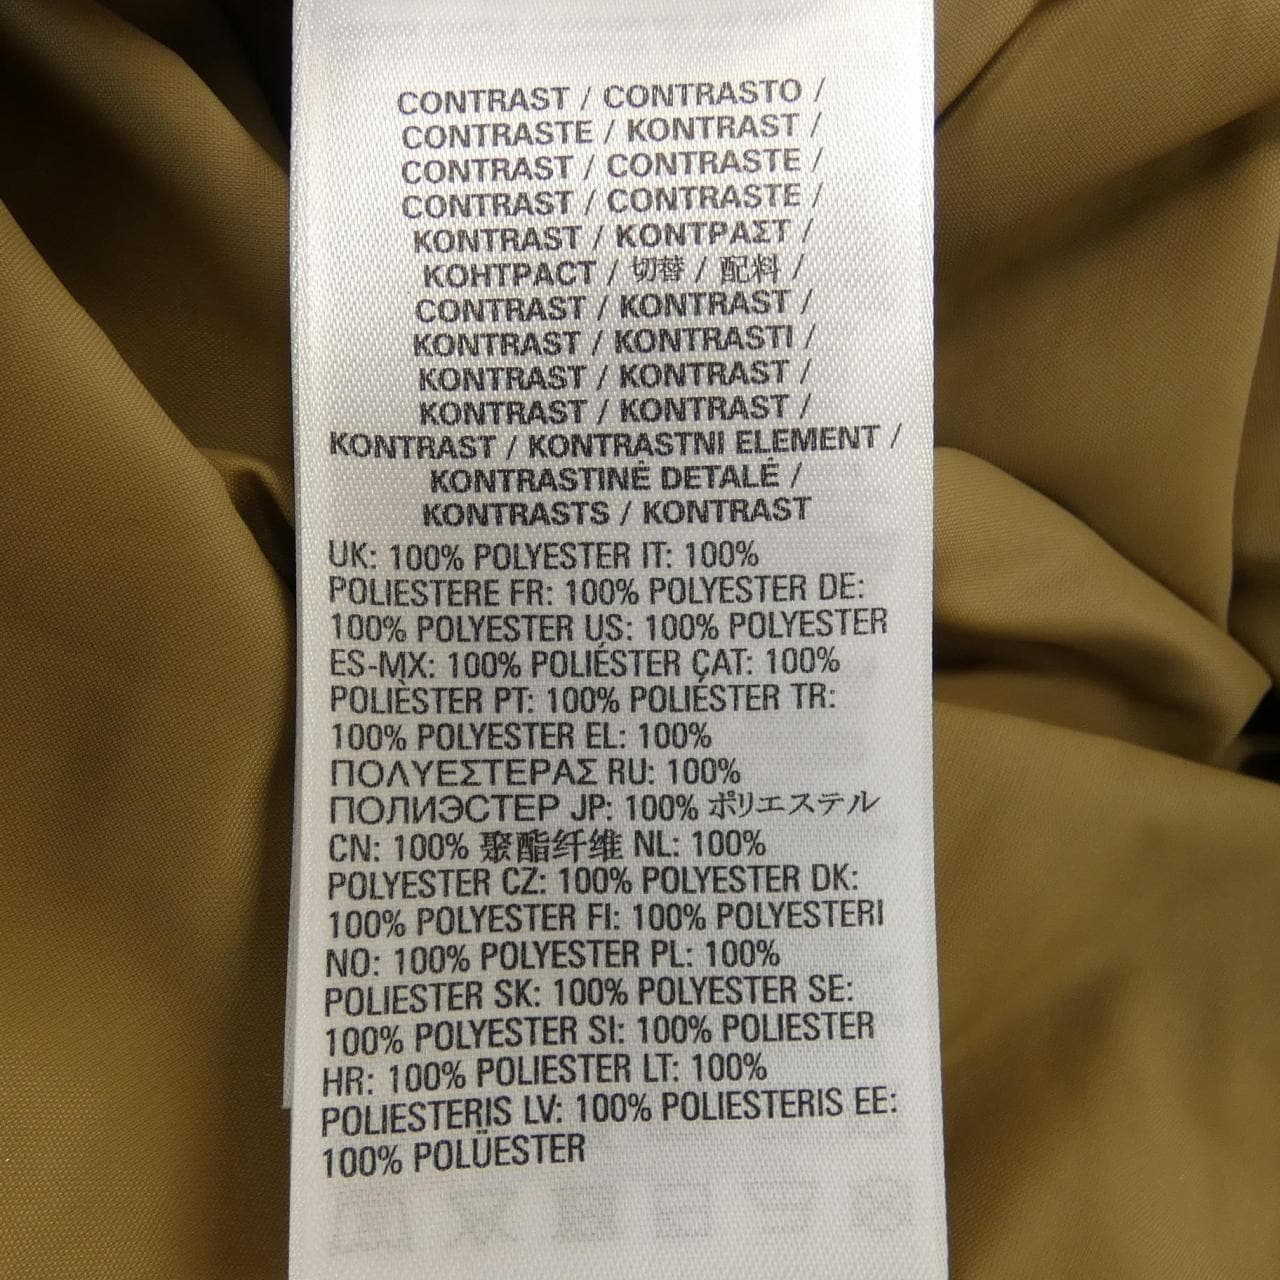 CONTRAST / CONTRASTO /
CONTRASTE / KONTRAST /
CONTRAST / CONTRASTE /
CONTRAST / CONTRASTE /
KONTRAST / ΚΟΝΤΡΑΣΤ /
КОНТРАСТ / 切替 / 配料 /
CONTRAST / KONTRAST /
KONTRAST / KONTRASTI /
KONTRAST / KONTRAST /
KONTRAST / KONTRAST /
KONTRAST / KONTRASTNI ELEMENT /
KONTRASTINĖ DETALĖ /
KONTRASTS / KONTRAST
UK: 100% POLYESTER IT: 100%
POLIESTERE FR: 100% POLYESTER DE:
100% POLYESTER US: 100% POLYESTER
ES-MX: 100% POLIÉSTER CAT: 100%
POLIÈSTER PT: 100% POLIÉSTER TR:
100% POLYESTER EL: 100%
ΠΟΛΥΕΣΤΕΡΑΣ RU: 100%
ПОЛИЭСТЕР JP: 100% ポリエステル
CN: 100% 聚酯纤维 NL: 100%
POLYESTER CZ: 100% POLYESTER DK:
100% POLYESTER FI: 100% POLYESTERI
NO: 100% POLYESTER PL: 100%
POLIESTER SK: 100% POLYESTER SE:
100% POLYESTER SI: 100% POLIESTER
HR: 100% POLIESTER LT: 100%
POLIESTERIS LV: 100% POLIESTERIS EE:
100% POLÜESTER